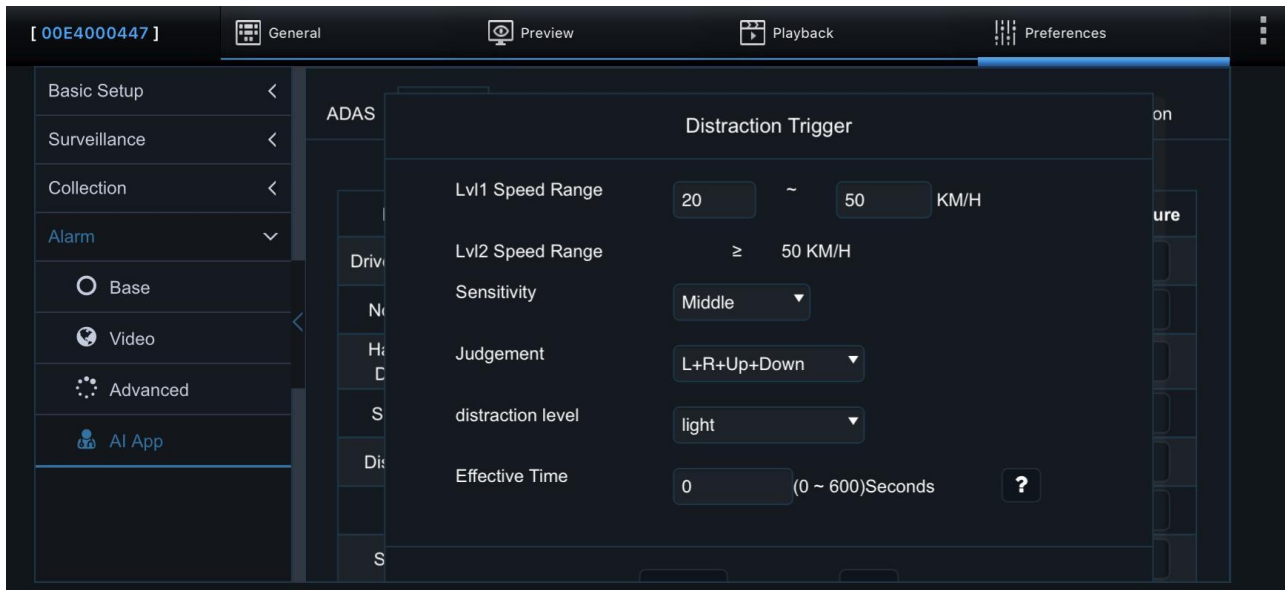 [ 00E4000447 ] General Preview Playback Preferences
Basic Setup
Surveillance
Collection
Alarm
Base
Video
Advanced
AI App
ADAS
Distraction Trigger
Lvl1 Speed Range 20 ~ 50 KM/H
Lvl2 Speed Range ≥ 50 KM/H
Sensitivity Middle
Judgement L+R+Up+Down
distraction level light
Effective Time 0 (0 ~ 600)Seconds ?